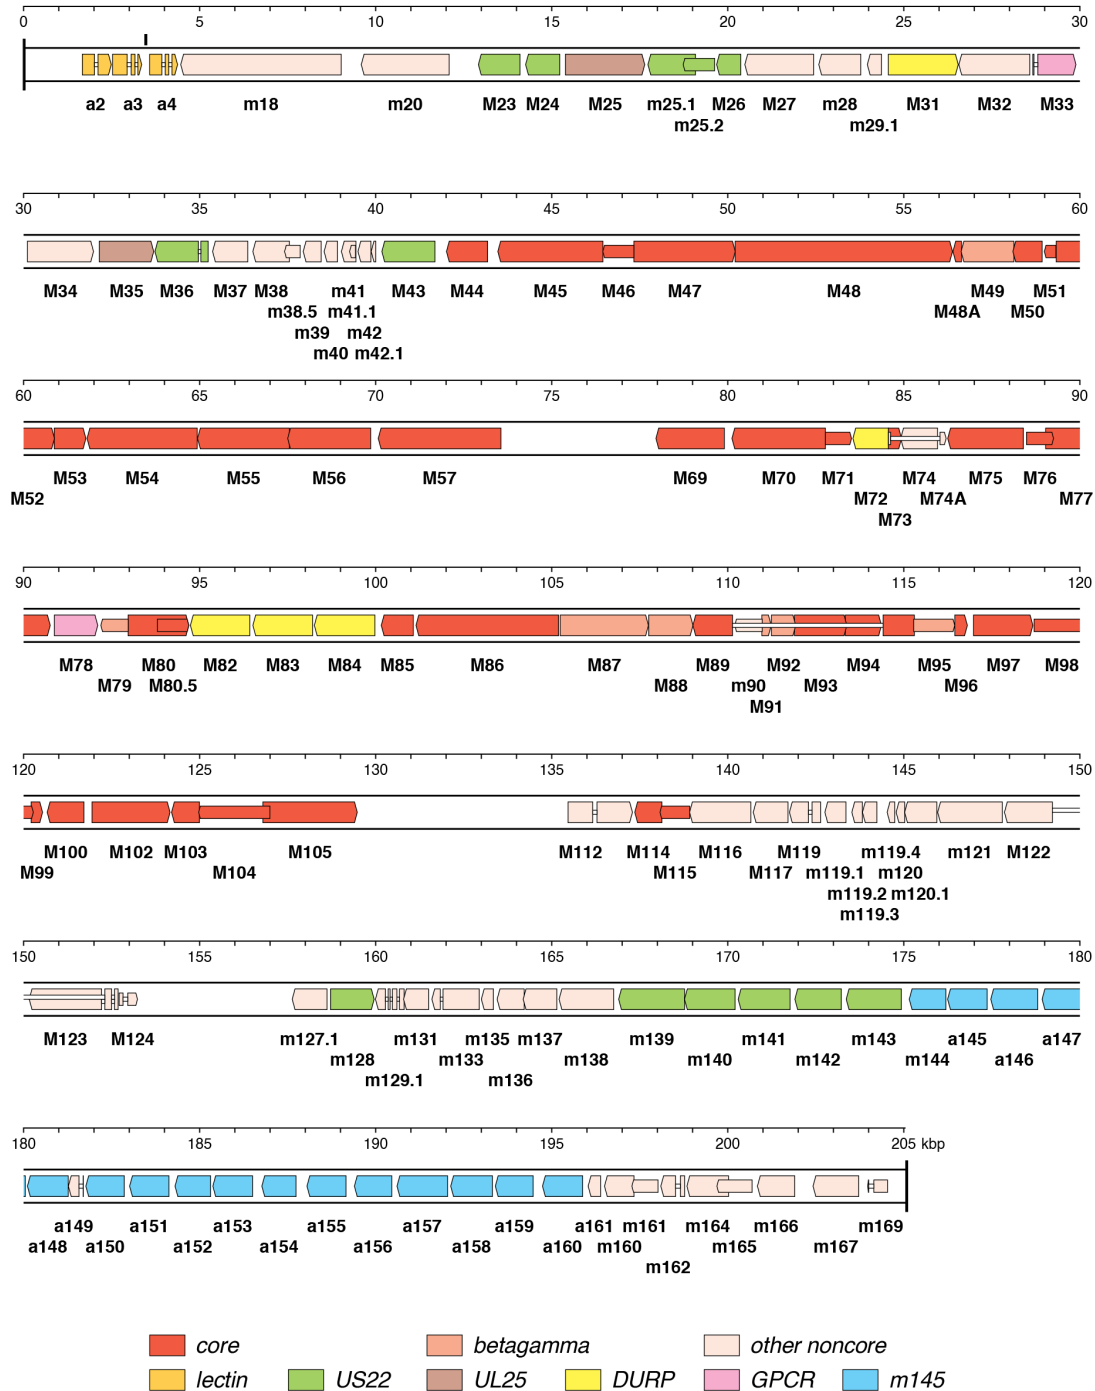 0 5 10 15 20 25 30
a2 a3 a4 m18 m20 M23 M24 M25 m25.1 M26 M27 m28 M31 M32 M33
m25.2 m29.1
30 35 40 45 50 55 60
M34 M35 M36 M37 M38 m41 M43 M44 M45 M46 M47 M48 M49 M51
m38.5 m41.1 M48A M50
m39 m42
m40 m42.1
60 65 70 75 80 85 90
M53 M54 M55 M56 M57 M69 M70 M71 M74 M75 M76
M52 M72 M74A M77
M73
90 95 100 105 110 115 120
M78 M80 M82 M83 M84 M85 M86 M87 M89 M92 M94 M95 M97 M98
M79 M80.5 M88 m90 M93 M96
M91
120 125 130 135 140 145 150
M100 M102 M103 M105 M112 M114 M116 M119 m119.4 m121 M122
M99 M104 M115 M117 m119.1 m120
m119.2 m120.1
m119.3
150 155 160 165 170 175 180
M123 M124 m127.1 m131 m135 m137 m139 m141 m143 a145 a147
m128 m133 m138 m140 m142 m144 a146
m129.1 m136
180 185 190 195 200 205 kbp
a149 a151 a153 a155 a157 a159 a161 m161 m164 m166 m169
a148 a150 a152 a154 a156 a158 a160 m160 m165 m167
m162
core betagamma other noncore
lectin US22 UL25 DURP GPCR m145